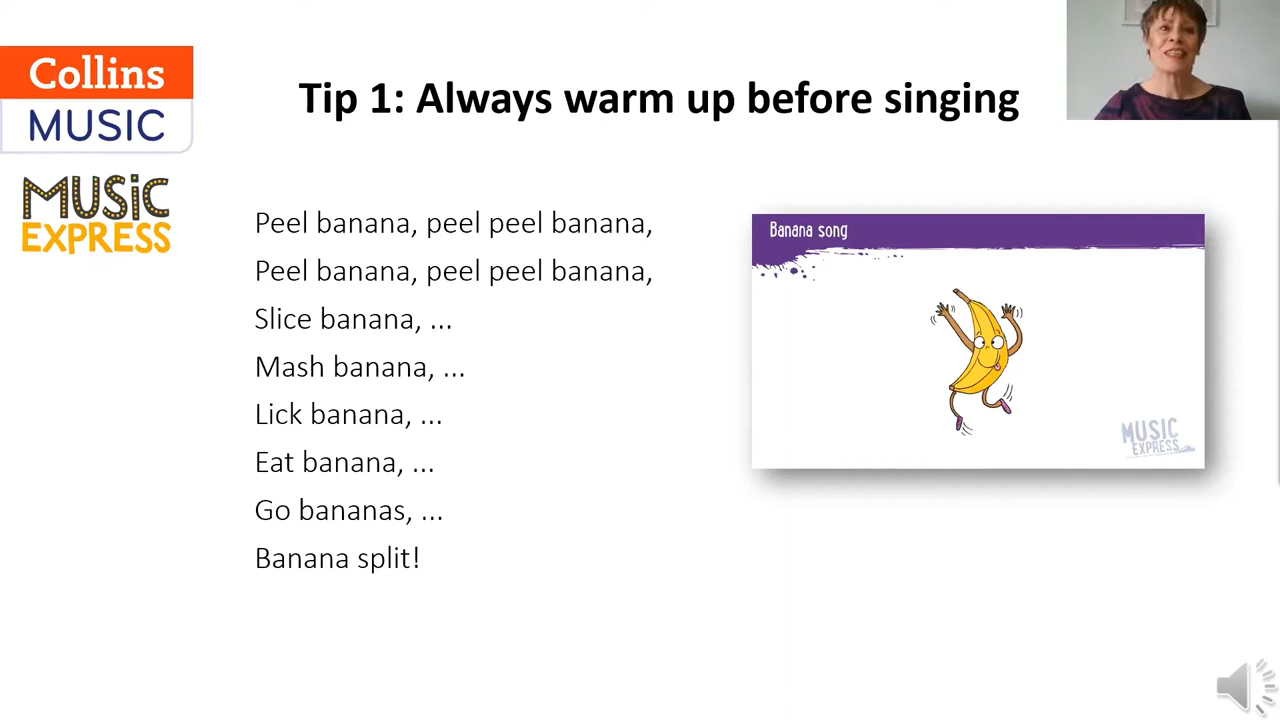 Collins
MUSIC
MUSIC
EXPRESS
Tip 1: Always warm up before singing
Peel banana, peel peel banana,
Peel banana, peel peel banana,
Slice banana, ...
Mash banana, ...
Lick banana, ...
Eat banana, ...
Go bananas, ...
Banana split!
Banana song
MUSIC
EXPRESS